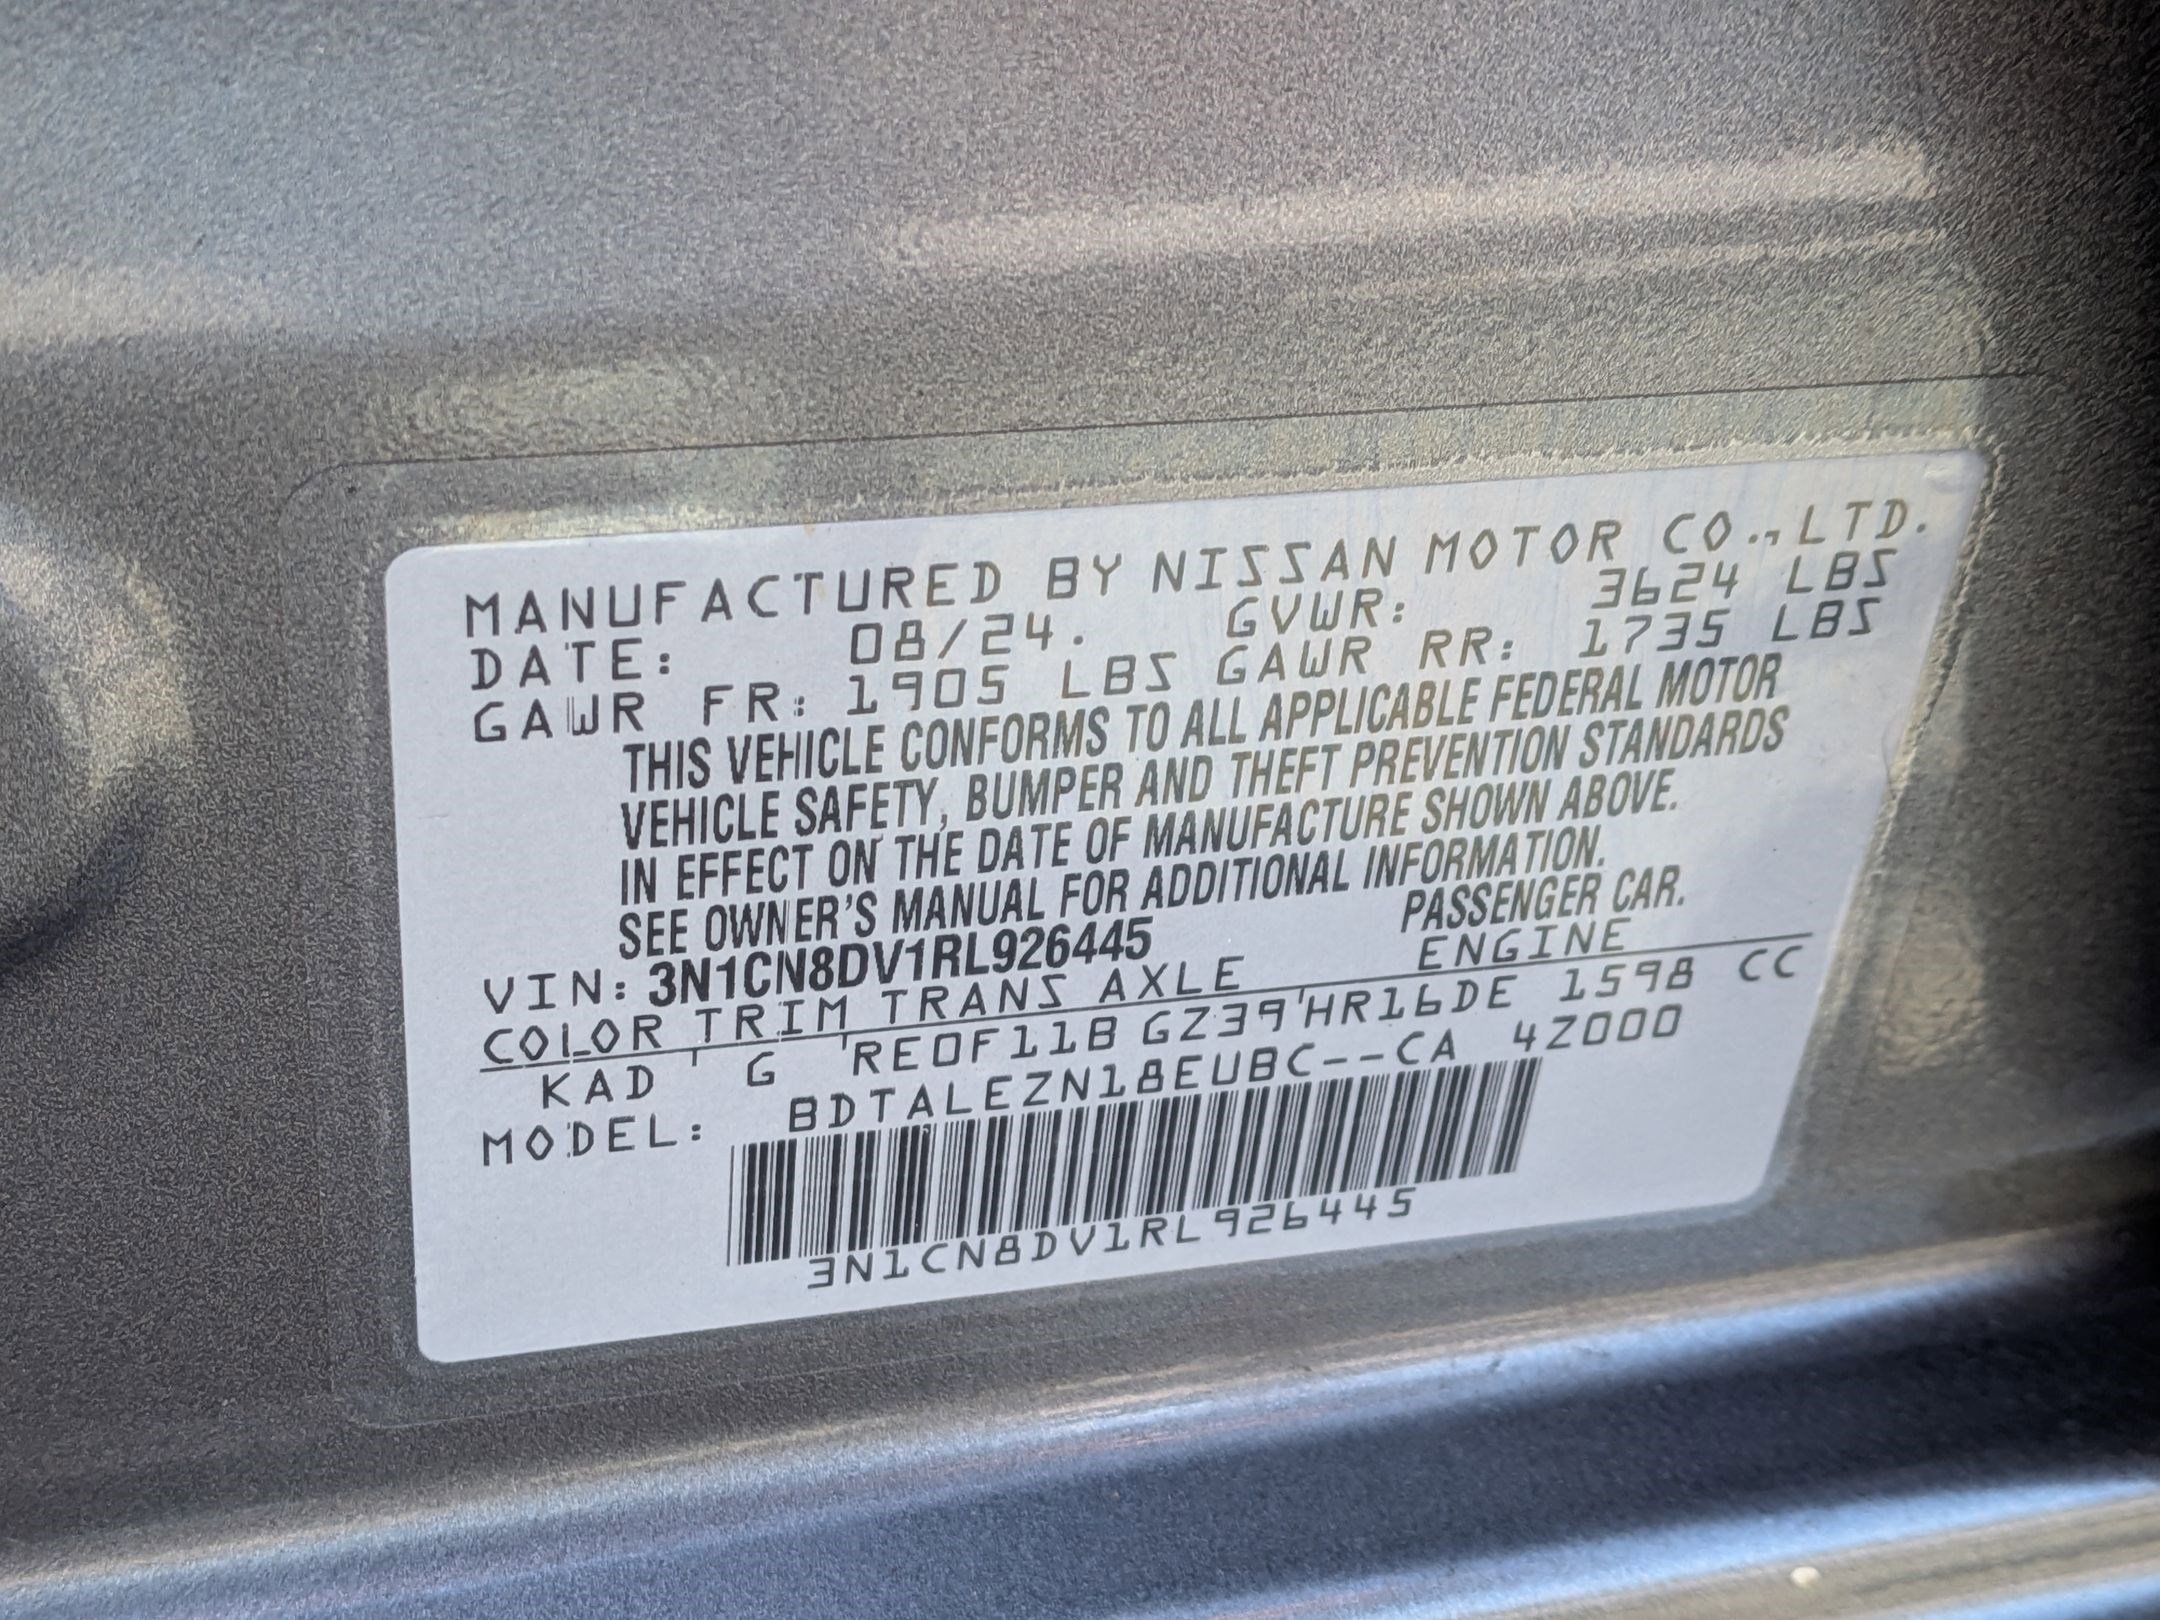 MANUFACTURED BY NISSAN MOTOR CO.,LTD.
DATE: 08/24. GVWR: 3624 LBS
GAWR FR: 1905 LBS GAWR RR: 1735 LBS
THIS VEHICLE CONFORMS TO ALL APPLICABLE FEDERAL MOTOR
VEHICLE SAFETY, BUMPER AND THEFT PREVENTION STANDARDS
IN EFFECT ON THE DATE OF MANUFACTURE SHOWN ABOVE.
SEE OWNER'S MANUAL FOR ADDITIONAL INFORMATION.
VIN: 3N1CN8DV1RL926445 PASSENGER CAR.
COLOR TRIM TRANS AXLE ENGINE
KAD G RE0F11B GZ39 HR16DE 1598 CC
MODEL: BDTALEZN18EUBC--CA 4Z000
3N1CN8DV1RL926445